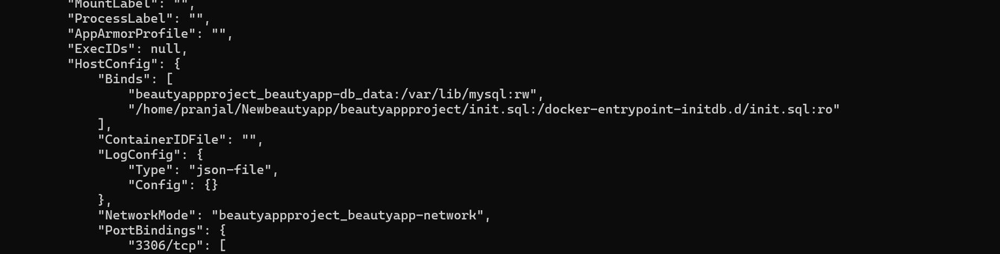 "MountLabel": "",
"ProcessLabel": "",
"AppArmorProfile": "",
"ExecIDs": null,
"HostConfig": {
"Binds": [
"beautyappproject_beautyapp-db_data:/var/lib/mysql:rw",
"/home/pranjal/Newbeautyapp/beautyappproject/init.sql:/docker-entrypoint-initdb.d/init.sql:ro"
],
"ContainerIDFile": "",
"LogConfig": {
"Type": "json-file",
"Config": {}
},
"NetworkMode": "beautyappproject_beautyapp-network",
"PortBindings": {
"3306/tcp": [